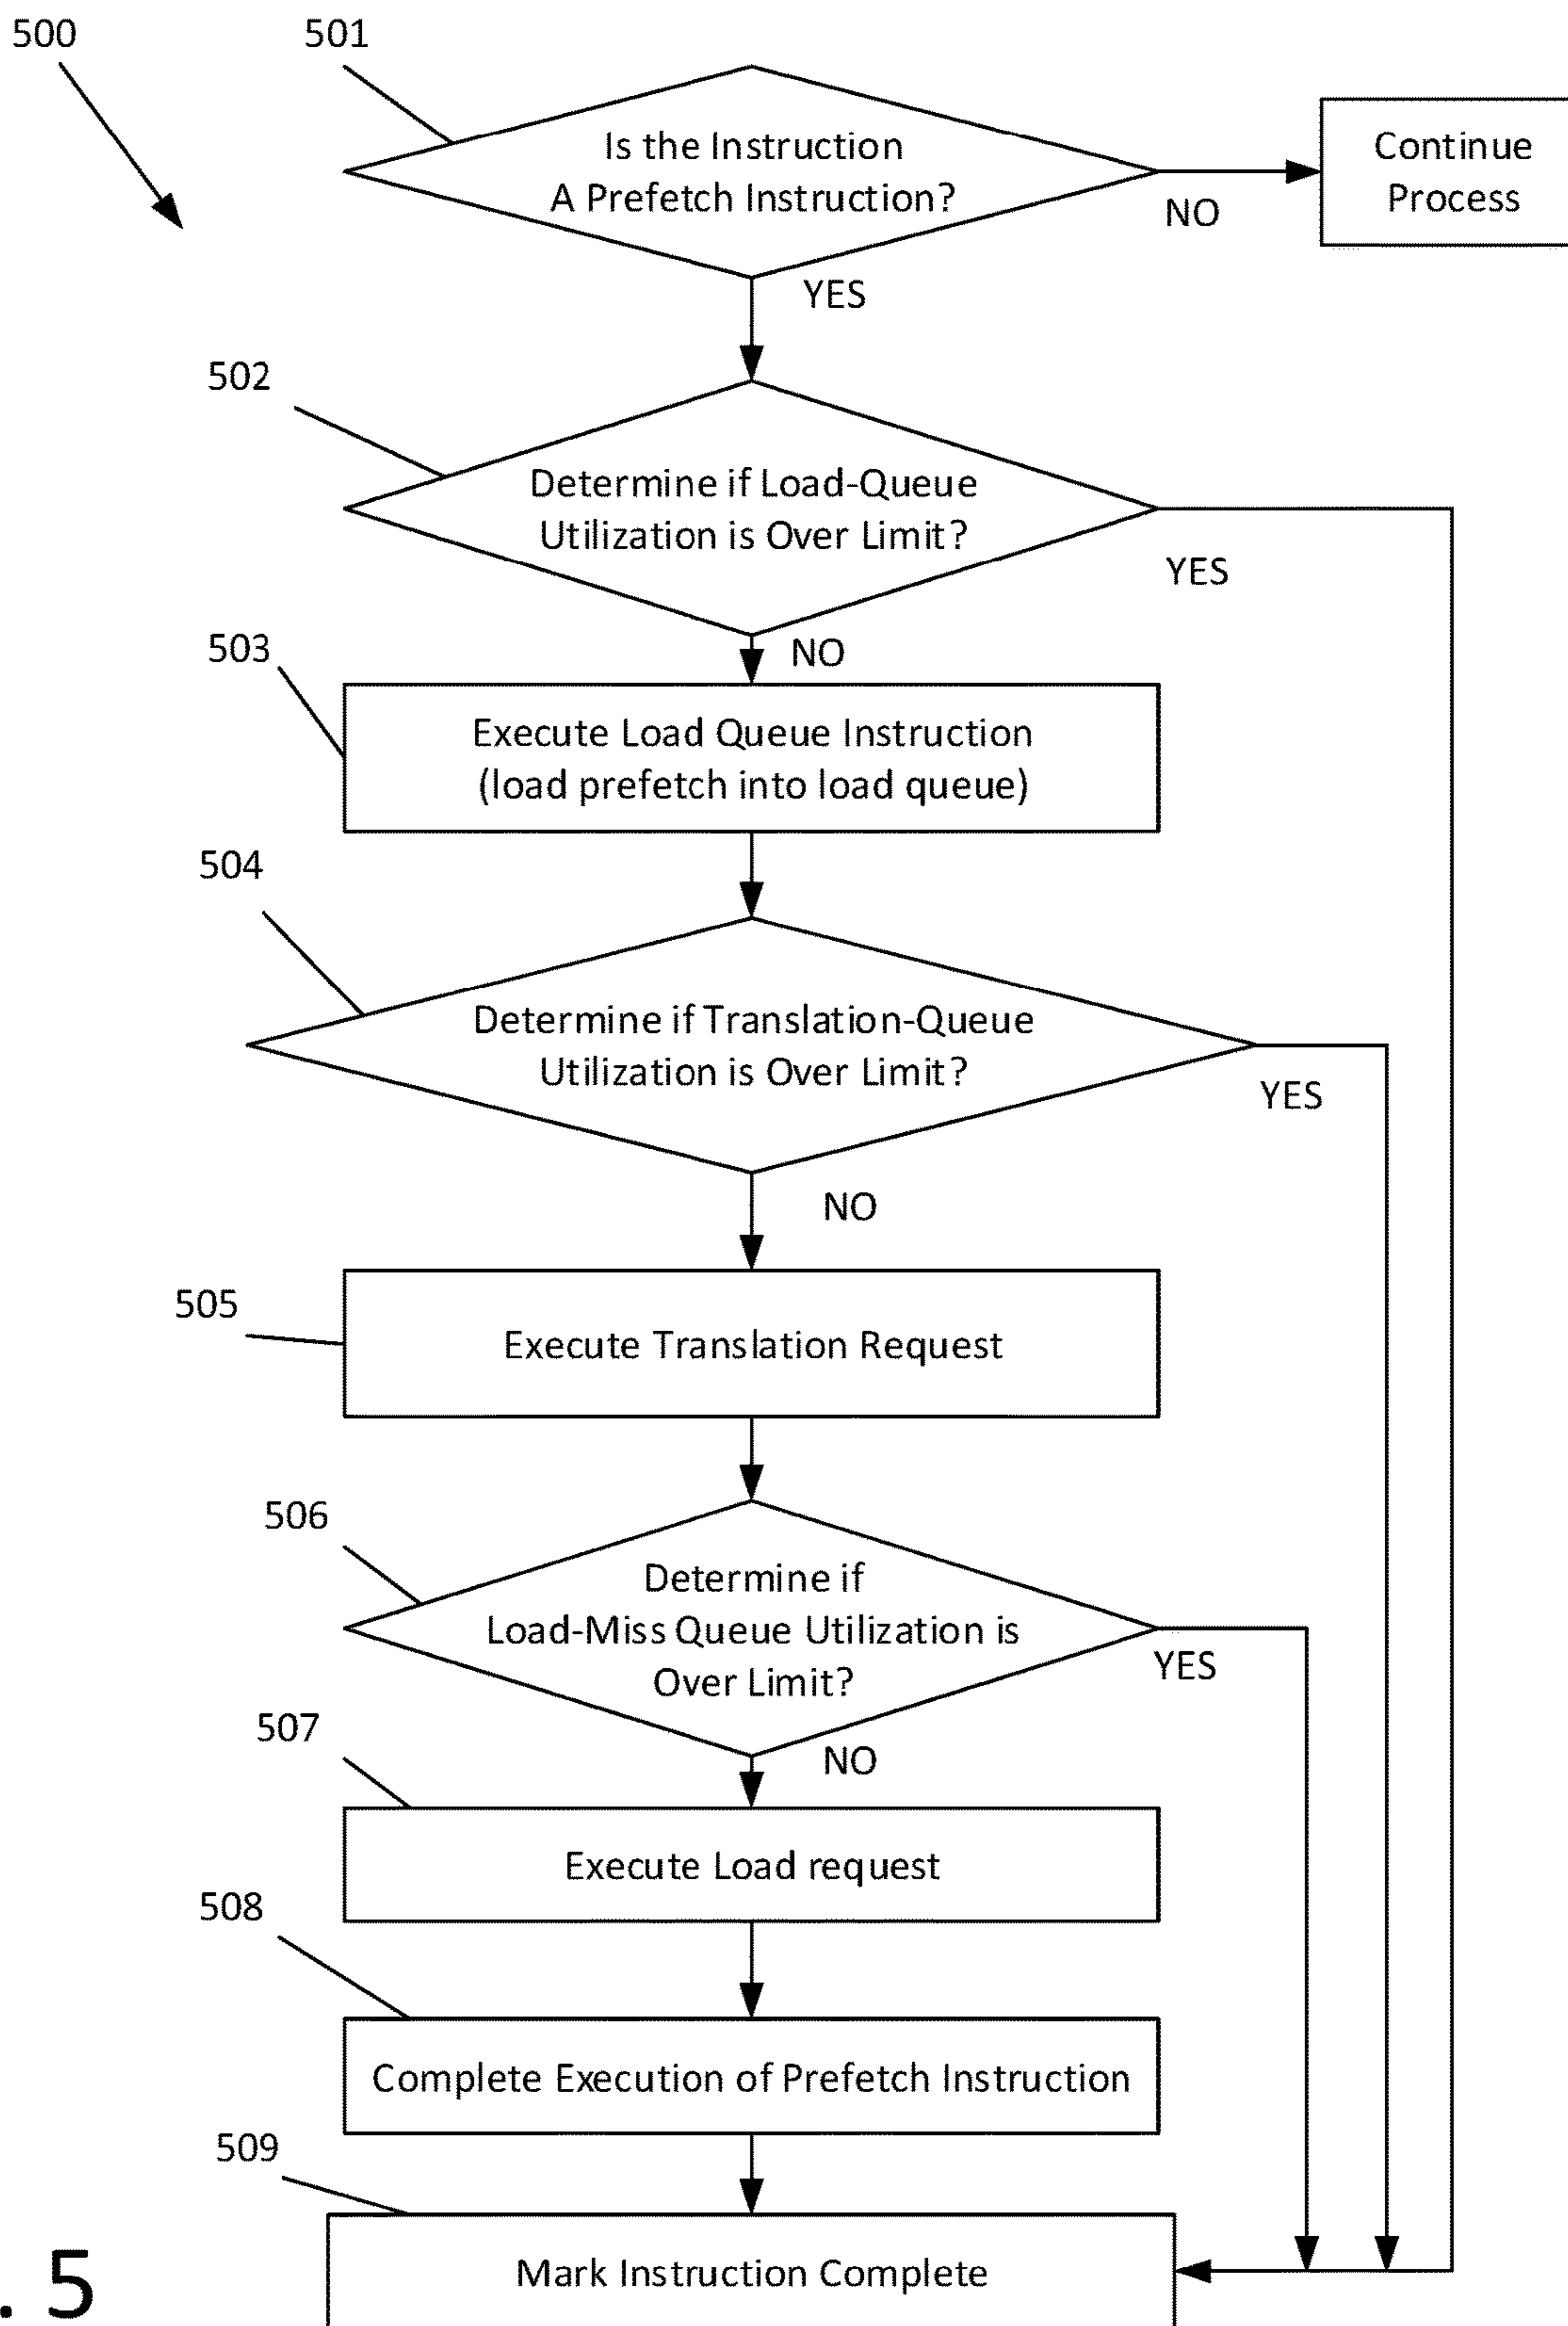 500
501
Is the Instruction
A Prefetch Instruction?
Continue
Process
NO
YES
502
Determine if Load-Queue
Utilization is Over Limit?
YES
NO
503
Execute Load Queue Instruction
(load prefetch into load queue)
504
Determine if Translation-Queue
Utilization is Over Limit?
YES
NO
505
Execute Translation Request
506
Determine if
Load-Miss Queue Utilization is
Over Limit?
YES
NO
507
Execute Load request
508
Complete Execution of Prefetch Instruction
509
Mark Instruction Complete
. 5